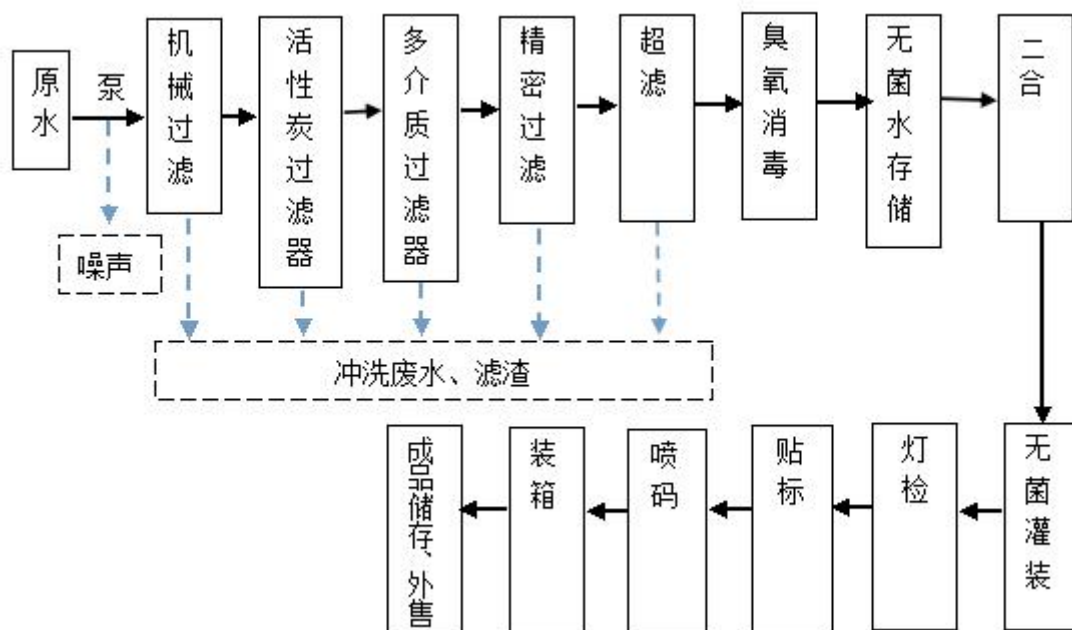 原水
泵
机械过滤
活性炭过滤器
多介质过滤器
精密过滤
超滤
臭氧消毒
无菌水存储
二合
噪声
冲洗废水、滤渣
无菌灌装
灯检
贴标
喷码
装箱
成品储存、外售